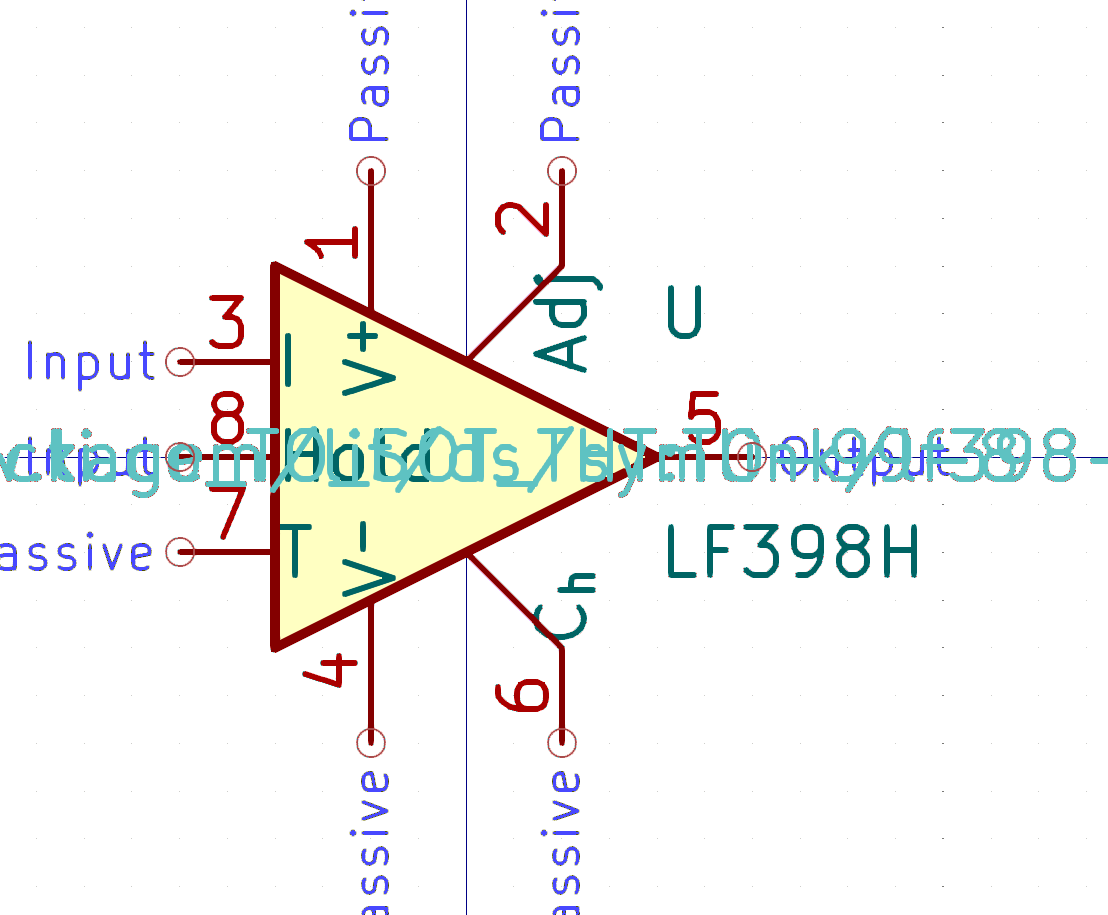 Passi
Passi
1
2
Adj
U
3
V+
Input
I
8
5
Input
Hold
Output
7
LF398H
T
V-
assive
Ch
4
6
assive
assive